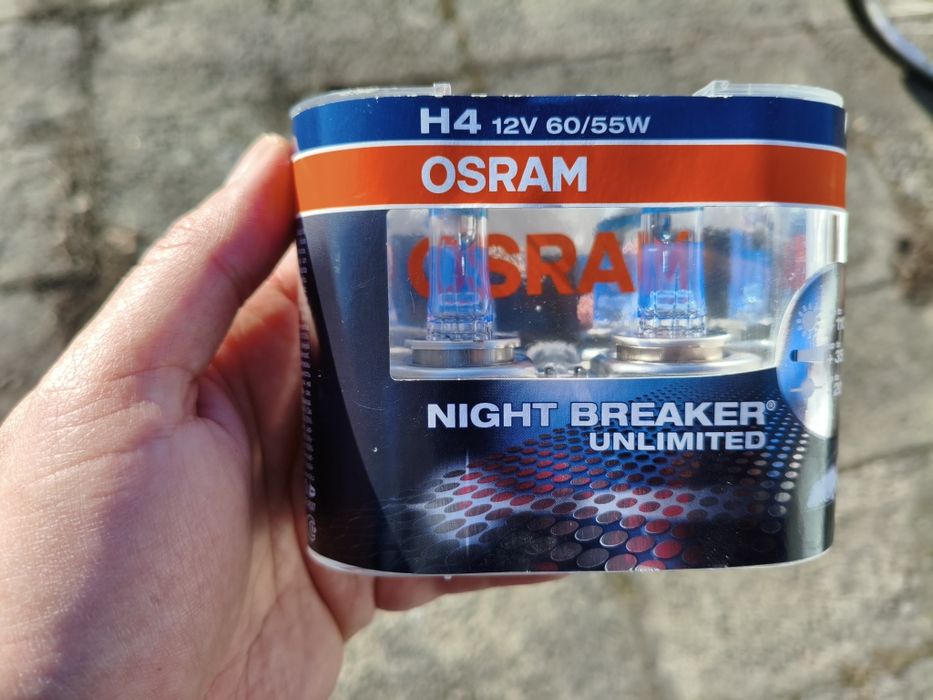 H4 12V 60/55W
OSRAM
OSRAM
NIGHT BREAKER®
UNLIMITED